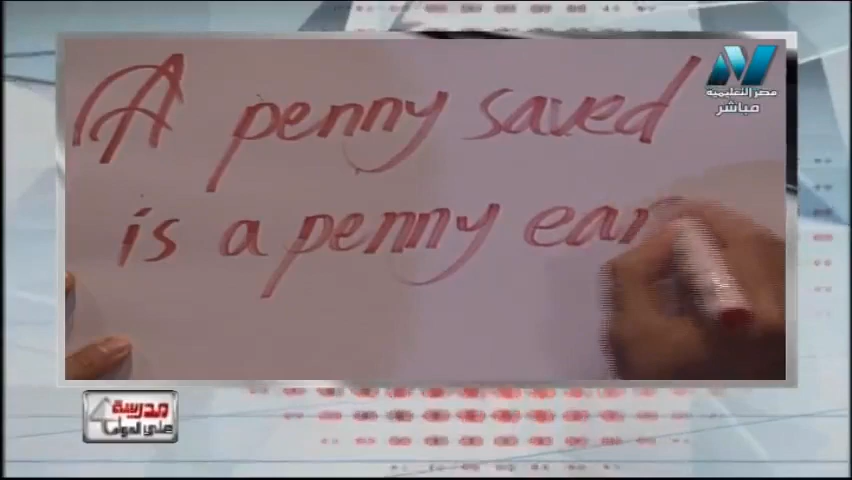 A penny saved
is a penny ear
مصر التعليمية
مباشر
مدرسة
على الهواء